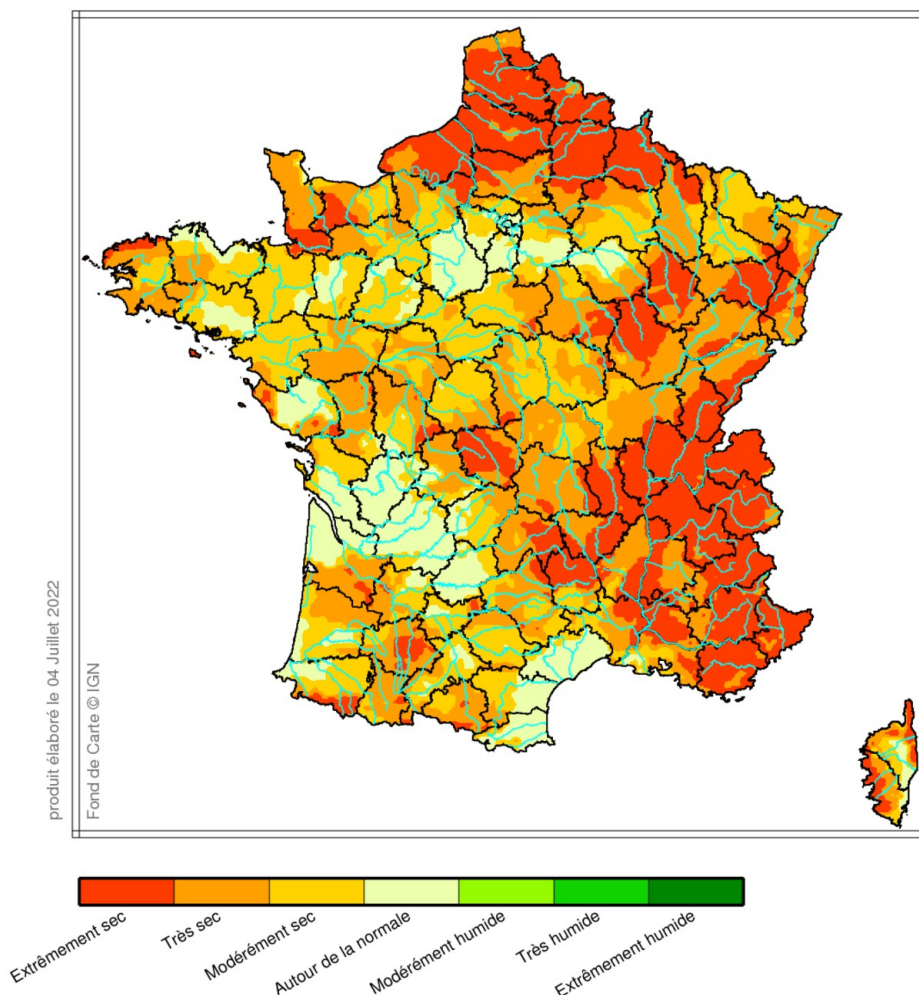 produit élaboré le 04 Juillet 2022
Fond de Carte © IGN
Extrêmement sec
Très sec
Modérément sec
Autour de la normale
Modérément humide
Très humide
Extrêmement humide